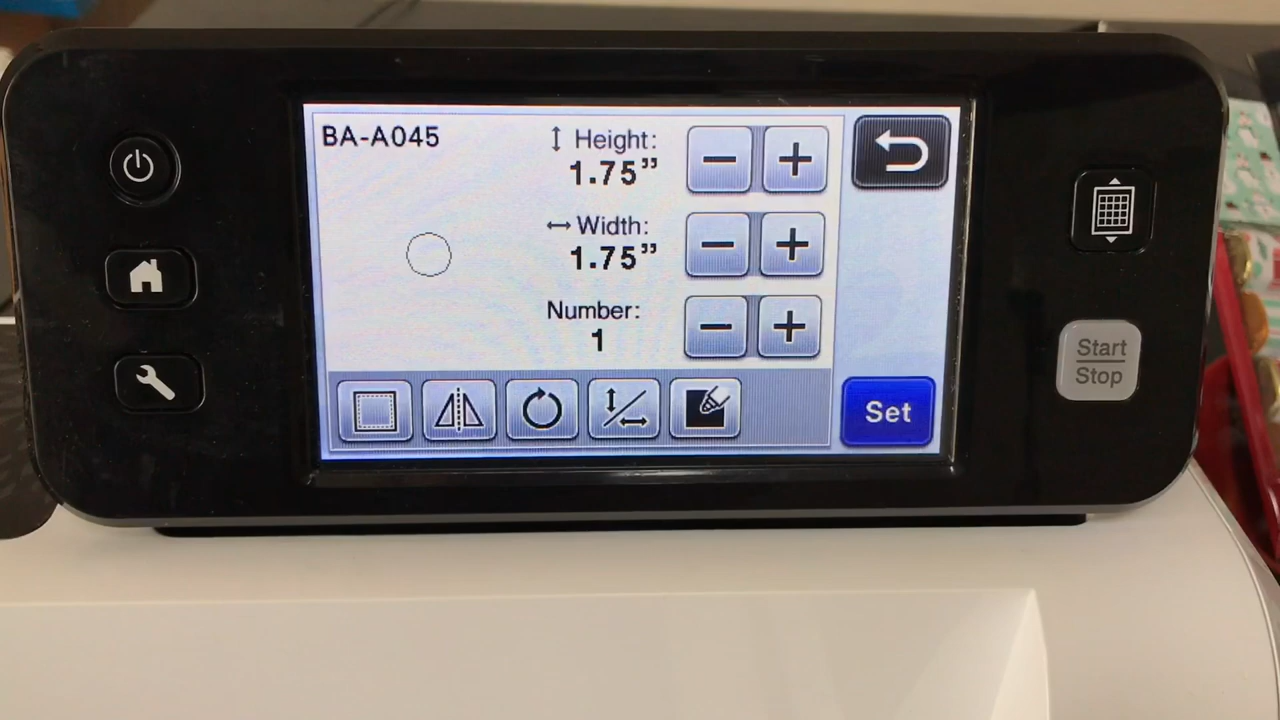 BA-A045
Height:
1.75”
Width:
1.75”
Number:
1
Set
Start
Stop